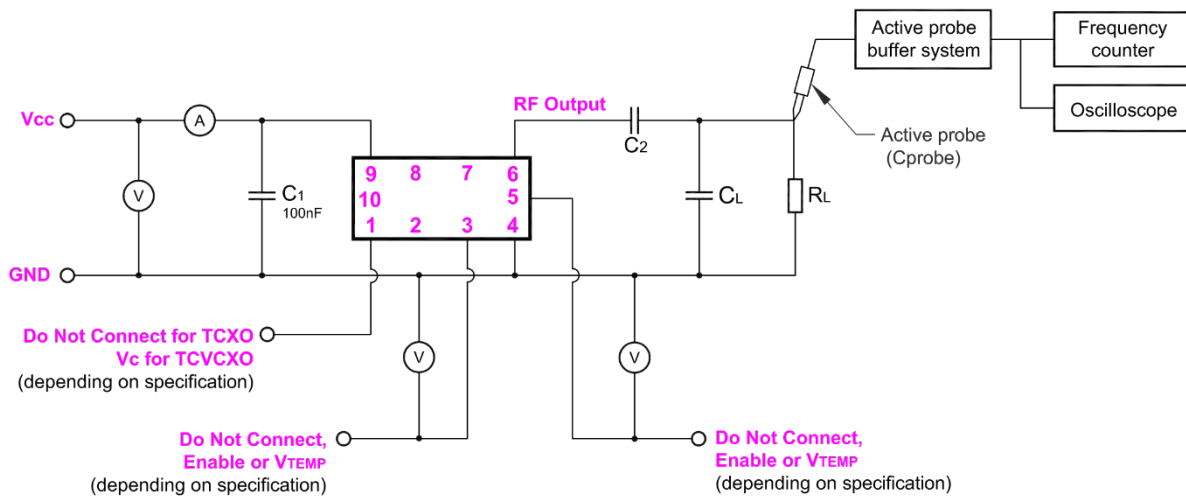 Active probe
buffer system
Frequency
counter
Oscilloscope
Active probe
(Cprobe)
Vcc
A
V
C1
100nF
RF Output
C2
CL
RL
9 8 7 6
10 5
1 2 3 4
GND
Do Not Connect for TCXO
Vc for TCVCXO
(depending on specification)
V
V
Do Not Connect,
Enable or VTEMP
(depending on specification)
Do Not Connect,
Enable or VTEMP
(depending on specification)